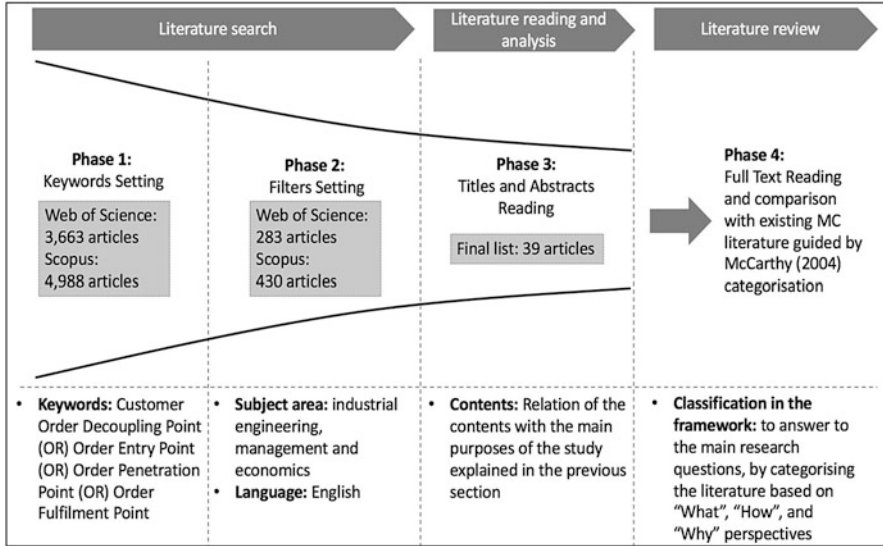 Literature search
Literature reading and
analysis
Literature review
Phase 1:
Keywords Setting
Web of Science:
3,663 articles
Scopus:
4,988 articles
Phase 2:
Filters Setting
Web of Science:
283 articles
Scopus:
430 articles
Phase 3:
Titles and Abstracts
Reading
Final list: 39 articles
Phase 4:
Full Text Reading
and comparison
with existing MC
literature guided by
McCarthy (2004)
categorisation
• Keywords: Customer
Order Decoupling Point
(OR) Order Entry Point
(OR) Order Penetration
Point (OR) Order
Fulfilment Point
• Subject area: industrial
engineering,
management and
economics
• Language: English
• Contents: Relation of the
contents with the main
purposes of the study
explained in the previous
section
• Classification in the
framework: to answer to
the main research
questions, by categorising
the literature based on
“What”, “How”, and
“Why” perspectives